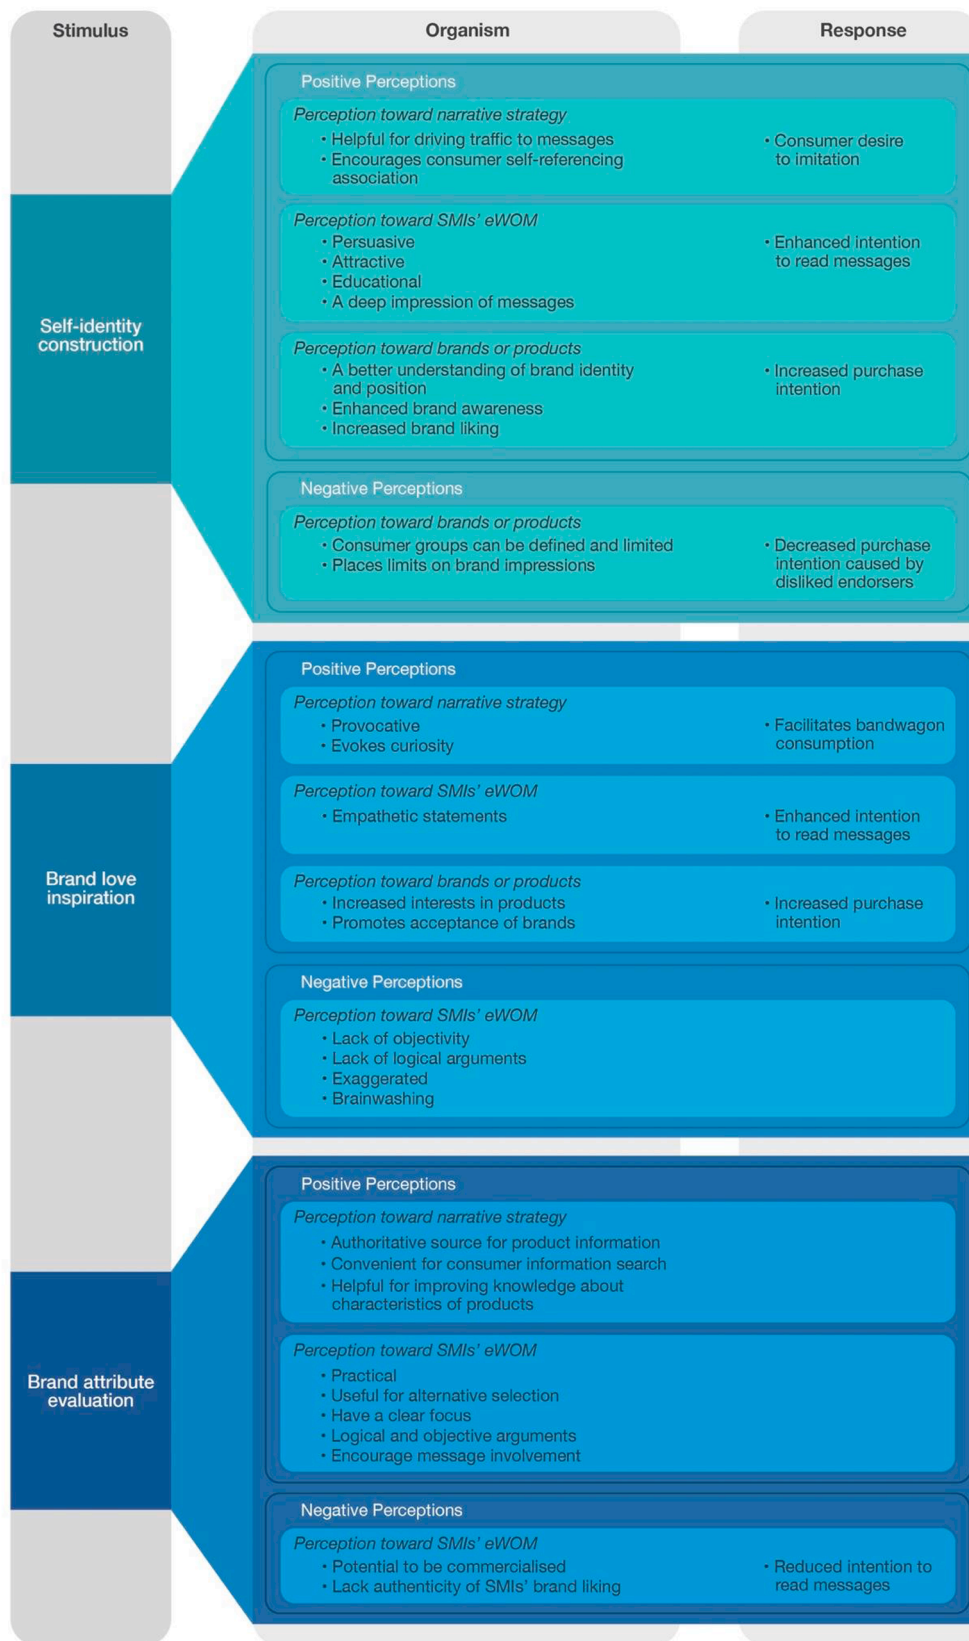 Stimulus
Organism
Response
Self-identity
construction
Positive Perceptions
Perception toward narrative strategy
• Helpful for driving traffic to messages
• Encourages consumer self-referencing
association
• Consumer desire
to imitation
Perception toward SMIs’ eWOM
• Persuasive
• Attractive
• Educational
• A deep impression of messages
• Enhanced intention
to read messages
Perception toward brands or products
• A better understanding of brand identity
and position
• Enhanced brand awareness
• Increased brand liking
• Increased purchase
intention
Negative Perceptions
Perception toward brands or products
• Consumer groups can be defined and limited
• Places limits on brand impressions
• Decreased purchase
intention caused by
disliked endorsers
Brand love
inspiration
Positive Perceptions
Perception toward narrative strategy
• Provocative
• Evokes curiosity
• Facilitates bandwagon
consumption
Perception toward SMIs’ eWOM
• Empathetic statements
• Enhanced intention
to read messages
Perception toward brands or products
• Increased interests in products
• Promotes acceptance of brands
• Increased purchase
intention
Negative Perceptions
Perception toward SMIs’ eWOM
• Lack of objectivity
• Lack of logical arguments
• Exaggerated
• Brainwashing
Brand attribute
evaluation
Positive Perceptions
Perception toward narrative strategy
• Authoritative source for product information
• Convenient for consumer information search
• Helpful for improving knowledge about
characteristics of products
Perception toward SMIs’ eWOM
• Practical
• Useful for alternative selection
• Have a clear focus
• Logical and objective arguments
• Encourage message involvement
Negative Perceptions
Perception toward SMIs’ eWOM
• Potential to be commercialised
• Lack authenticity of SMIs’ brand liking
• Reduced intention to
read messages